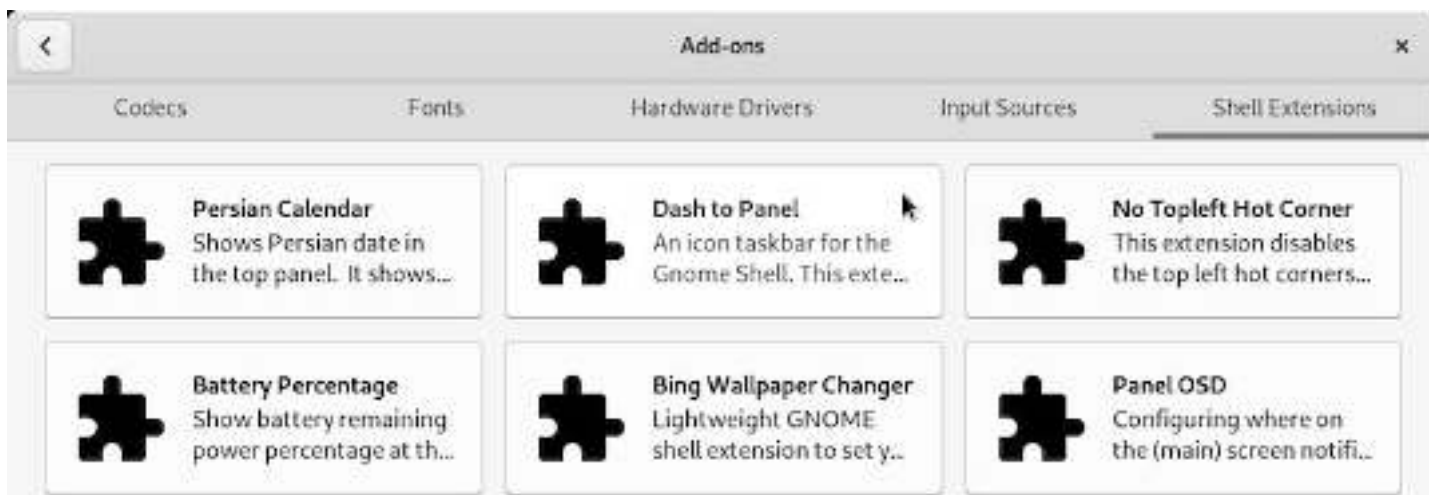 Add-ons
Codecs Fonts Hardware Drivers Input Sources Shell Extensions
Persian Calendar
Shows Persian date in
the top panel. It shows...
Dash to Panel
An icon taskbar for the
Gnome Shell. This exte...
No Topleft Hot Corner
This extension disables
the top left hot corners...
Battery Percentage
Show battery remaining
power percentage at th...
Bing Wallpaper Changer
Lightweight GNOME
shell extension to set y...
Panel OSD
Configuring where on
the (main) screen notifi...